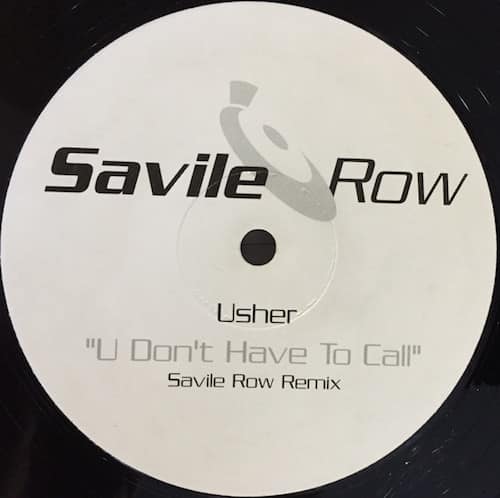 Savile Row
Usher
"U Don't Have To Call"
Savile Row Remix